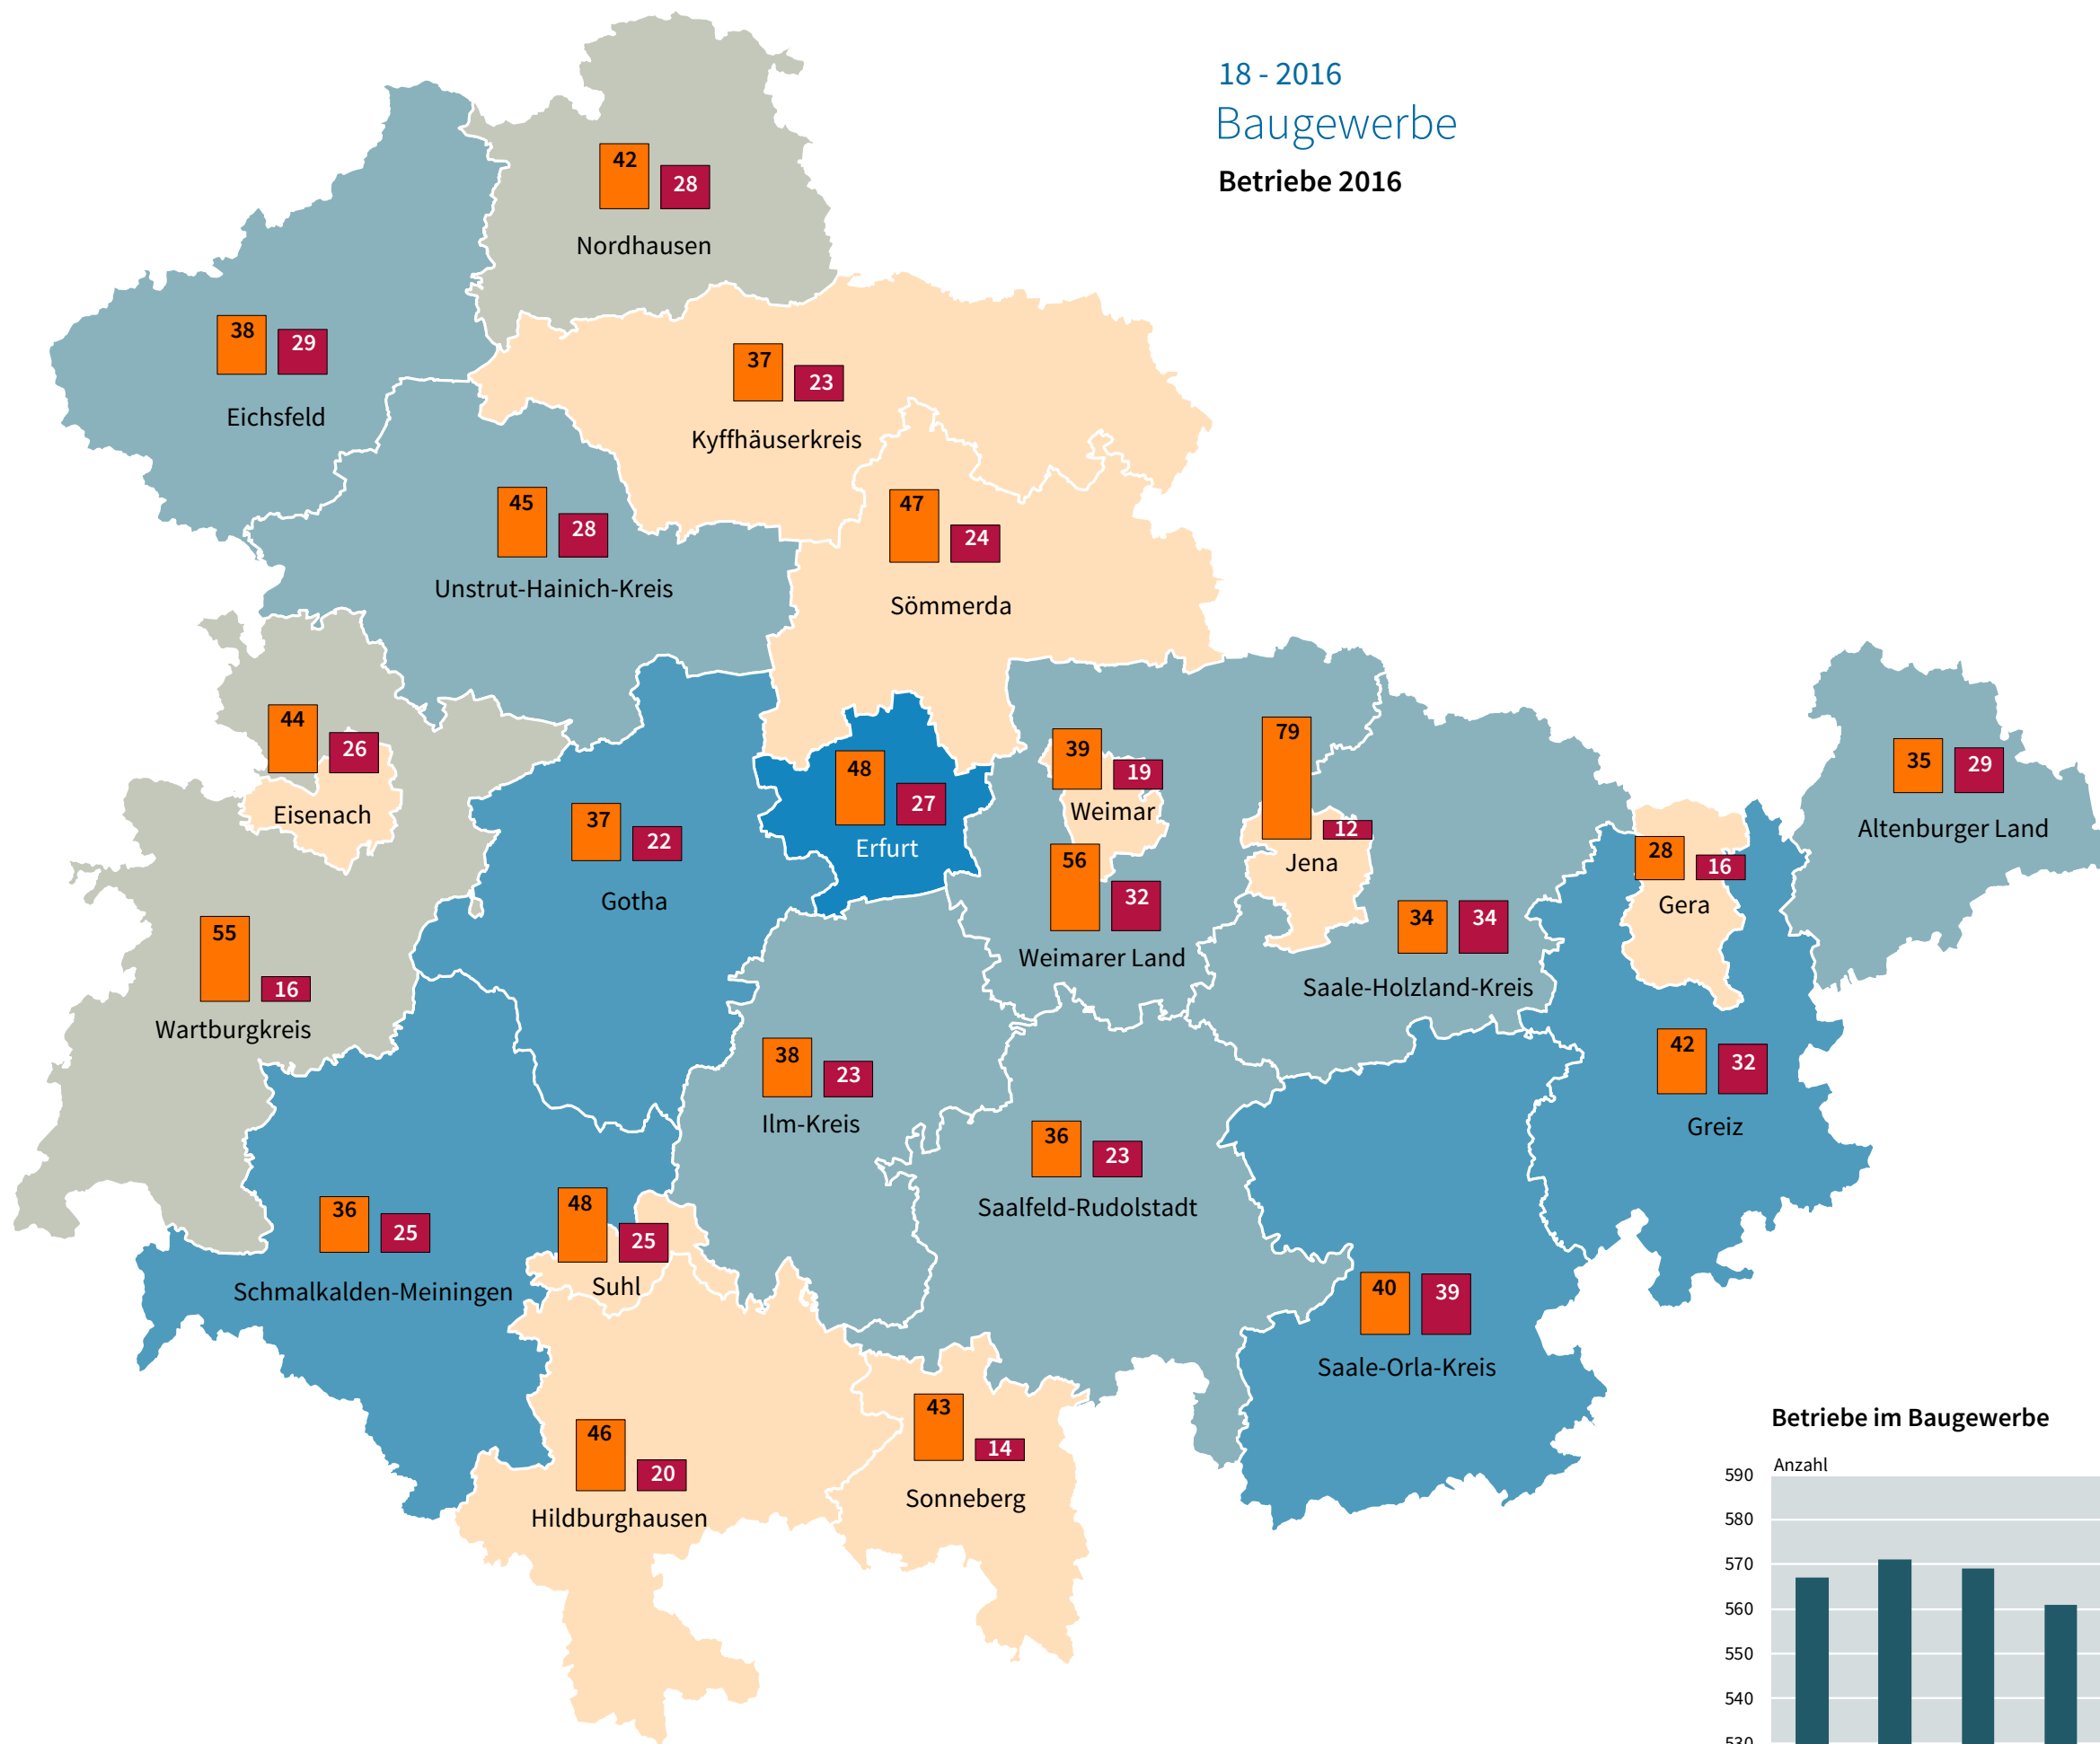 18 - 2016
Baugewerbe
Betriebe 2016
42
28
Nordhausen
38
29
Eichsfeld
37
23
Kyffhäuserkreis
45
28
Unstrut-Hainich-Kreis
47
24
Sömmerda
44
26
Eisenach
37
22
Gotha
48
27
Erfurt
39
19
Weimar
56
32
Weimarer Land
79
12
Jena
34
34
Saale-Holzland-Kreis
28
16
Gera
35
29
Altenburger Land
55
16
Wartburgkreis
38
23
Ilm-Kreis
42
32
Greiz
36
23
Saalfeld-Rudolstadt
36
25
Schmalkalden-Meiningen
48
25
Suhl
40
39
Saale-Orla-Kreis
46
20
Hildburghausen
43
14
Sonneberg
Betriebe im Baugewerbe
Anzahl
590
580
570
560
550
540
530